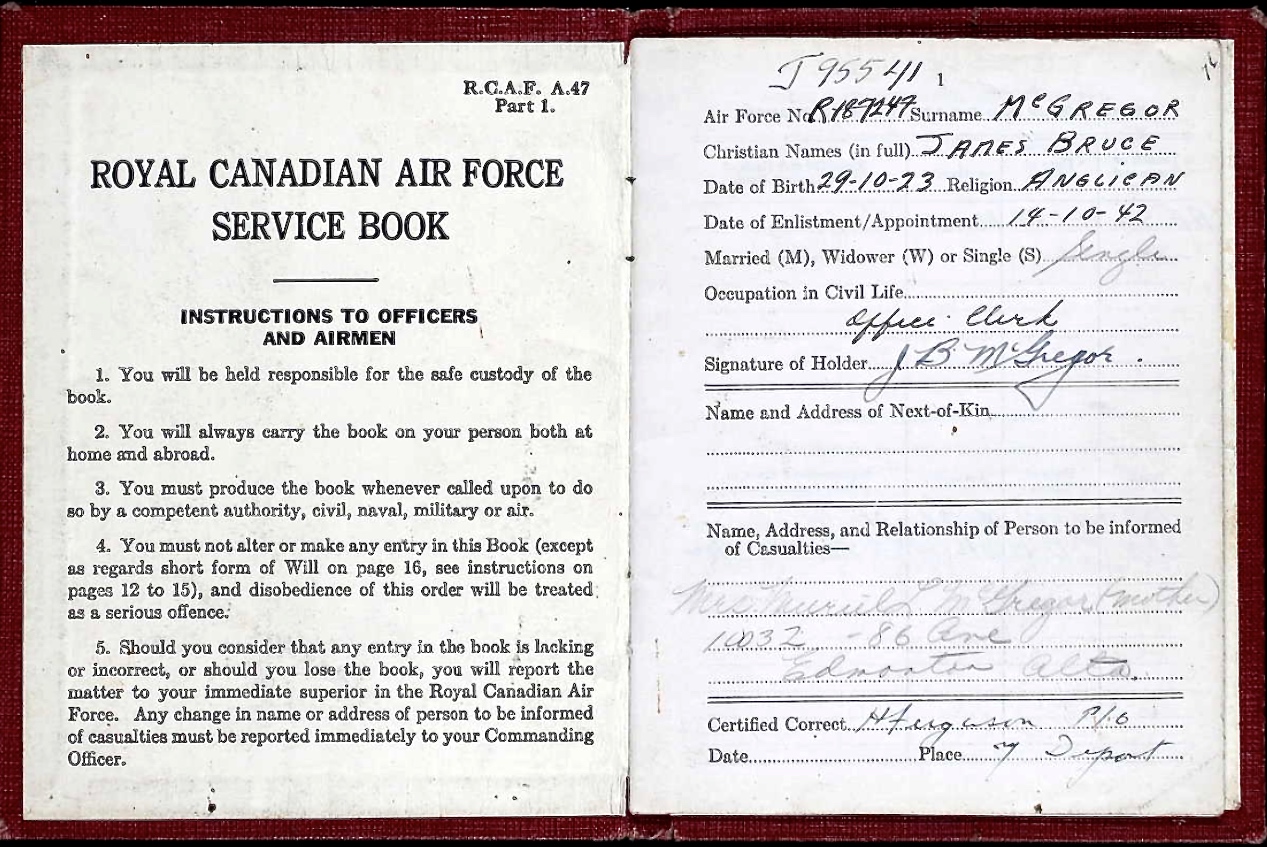 R.C.A.F. A.47
Part 1.
ROYAL CANADIAN AIR FORCE
SERVICE BOOK
INSTRUCTIONS TO OFFICERS
AND AIRMEN
1. You will be held responsible for the safe custody of the
book.
2. You will always carry the book on your person both at
home and abroad.
3. You must produce the book whenever called upon to do
so by a competent authority, civil, naval, military or air.
4. You must not alter or make any entry in this Book (except
as regards short form of Will on page 16, see instructions on
pages 12 to 15), and disobedience of this order will be treated
as a serious offence.
5. Should you consider that any entry in the book is lacking
or incorrect, or should you lose the book, you will report the
matter to your immediate superior in the Royal Canadian Air
Force. Any change in name or address of person to be informed
of casualties must be reported immediately to your Commanding
Officer.
J95541 1
Air Force No. R187247 Surname McGREGOR
Christian Names (in full) JAMES BRUCE
Date of Birth 29-10-23 Religion ANGLICAN
Date of Enlistment/Appointment 14-10-42
Married (M), Widower (W) or Single (S) Single
Occupation in Civil Life
Office Clerk
Signature of Holder J B McGregor.
Name and Address of Next-of-Kin
Name, Address, and Relationship of Person to be informed
of Casualties—
Mrs Muriel L McGregor (mother)
10032 - 86 Ave
Edmonton Alta.
Certified Correct H Ferguson P/O
Date Place "Y" Depot